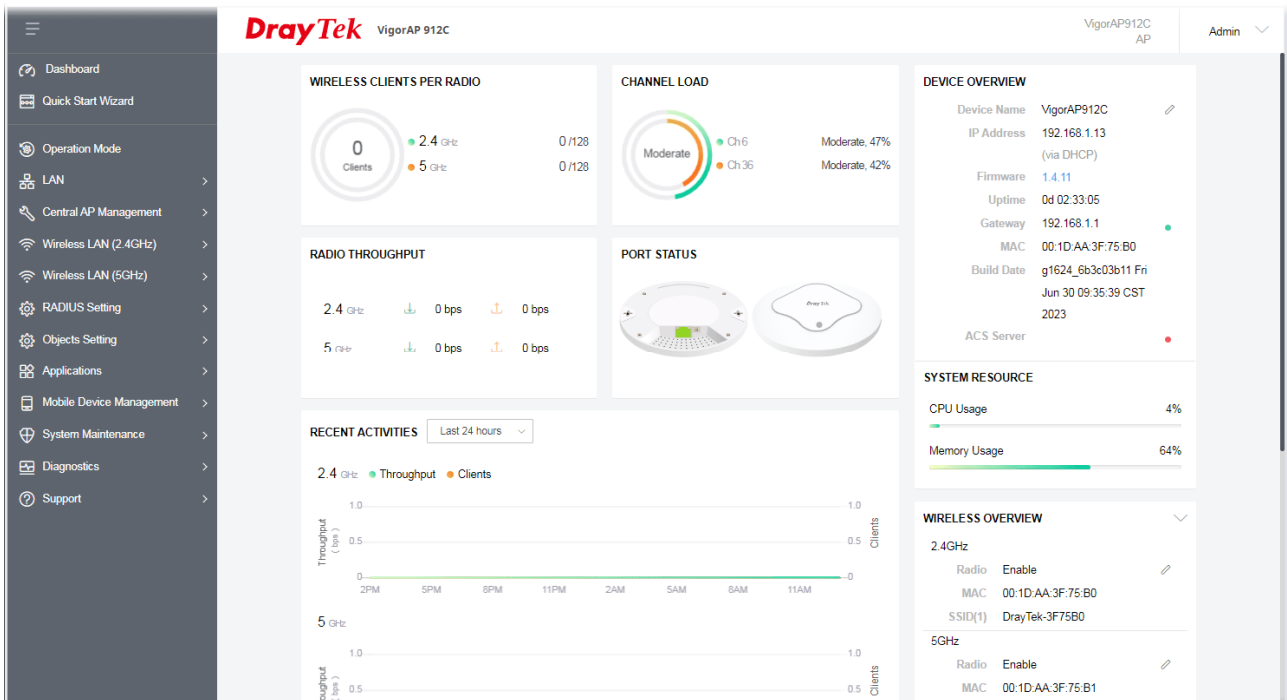 DrayTek VigorAP 912C
VigorAP912C
AP
Admin
Dashboard
Quick Start Wizard
Operation Mode
LAN
Central AP Management
Wireless LAN (2.4GHz)
Wireless LAN (5GHz)
RADIUS Setting
Objects Setting
Applications
Mobile Device Management
System Maintenance
Diagnostics
Support
WIRELESS CLIENTS PER RADIO
0
Clients
2.4 GHz 0 /128
5 GHz 0 /128
CHANNEL LOAD
Moderate
Ch 6 Moderate, 47%
Ch 36 Moderate, 42%
RADIO THROUGHPUT
2.4 GHz 0 bps 0 bps
5 GHz 0 bps 0 bps
PORT STATUS
Dray Tek
RECENT ACTIVITIES Last 24 hours
2.4 GHz Throughput Clients
1.0 1.0
0.5 0.5
0 0
Throughput
( bps )
Clients
2PM 5PM 8PM 11PM 2AM 5AM 8AM 11AM
5 GHz
1.0 1.0
0.5 0.5
Clients
DEVICE OVERVIEW
Device Name VigorAP912C
IP Address 192.168.1.13
(via DHCP)
Firmware 1.4.11
Uptime 0d 02:33:05
Gateway 192.168.1.1
MAC 00:1D:AA:3F:75:B0
Build Date g1624_6b3c03b11 Fri
Jun 30 09:35:39 CST
2023
ACS Server
SYSTEM RESOURCE
CPU Usage 4%
Memory Usage 64%
WIRELESS OVERVIEW
2.4GHz
Radio Enable
MAC 00:1D:AA:3F:75:B0
SSID(1) DrayTek-3F75B0
5GHz
Radio Enable
MAC 00:1D:AA:3F:75:B1